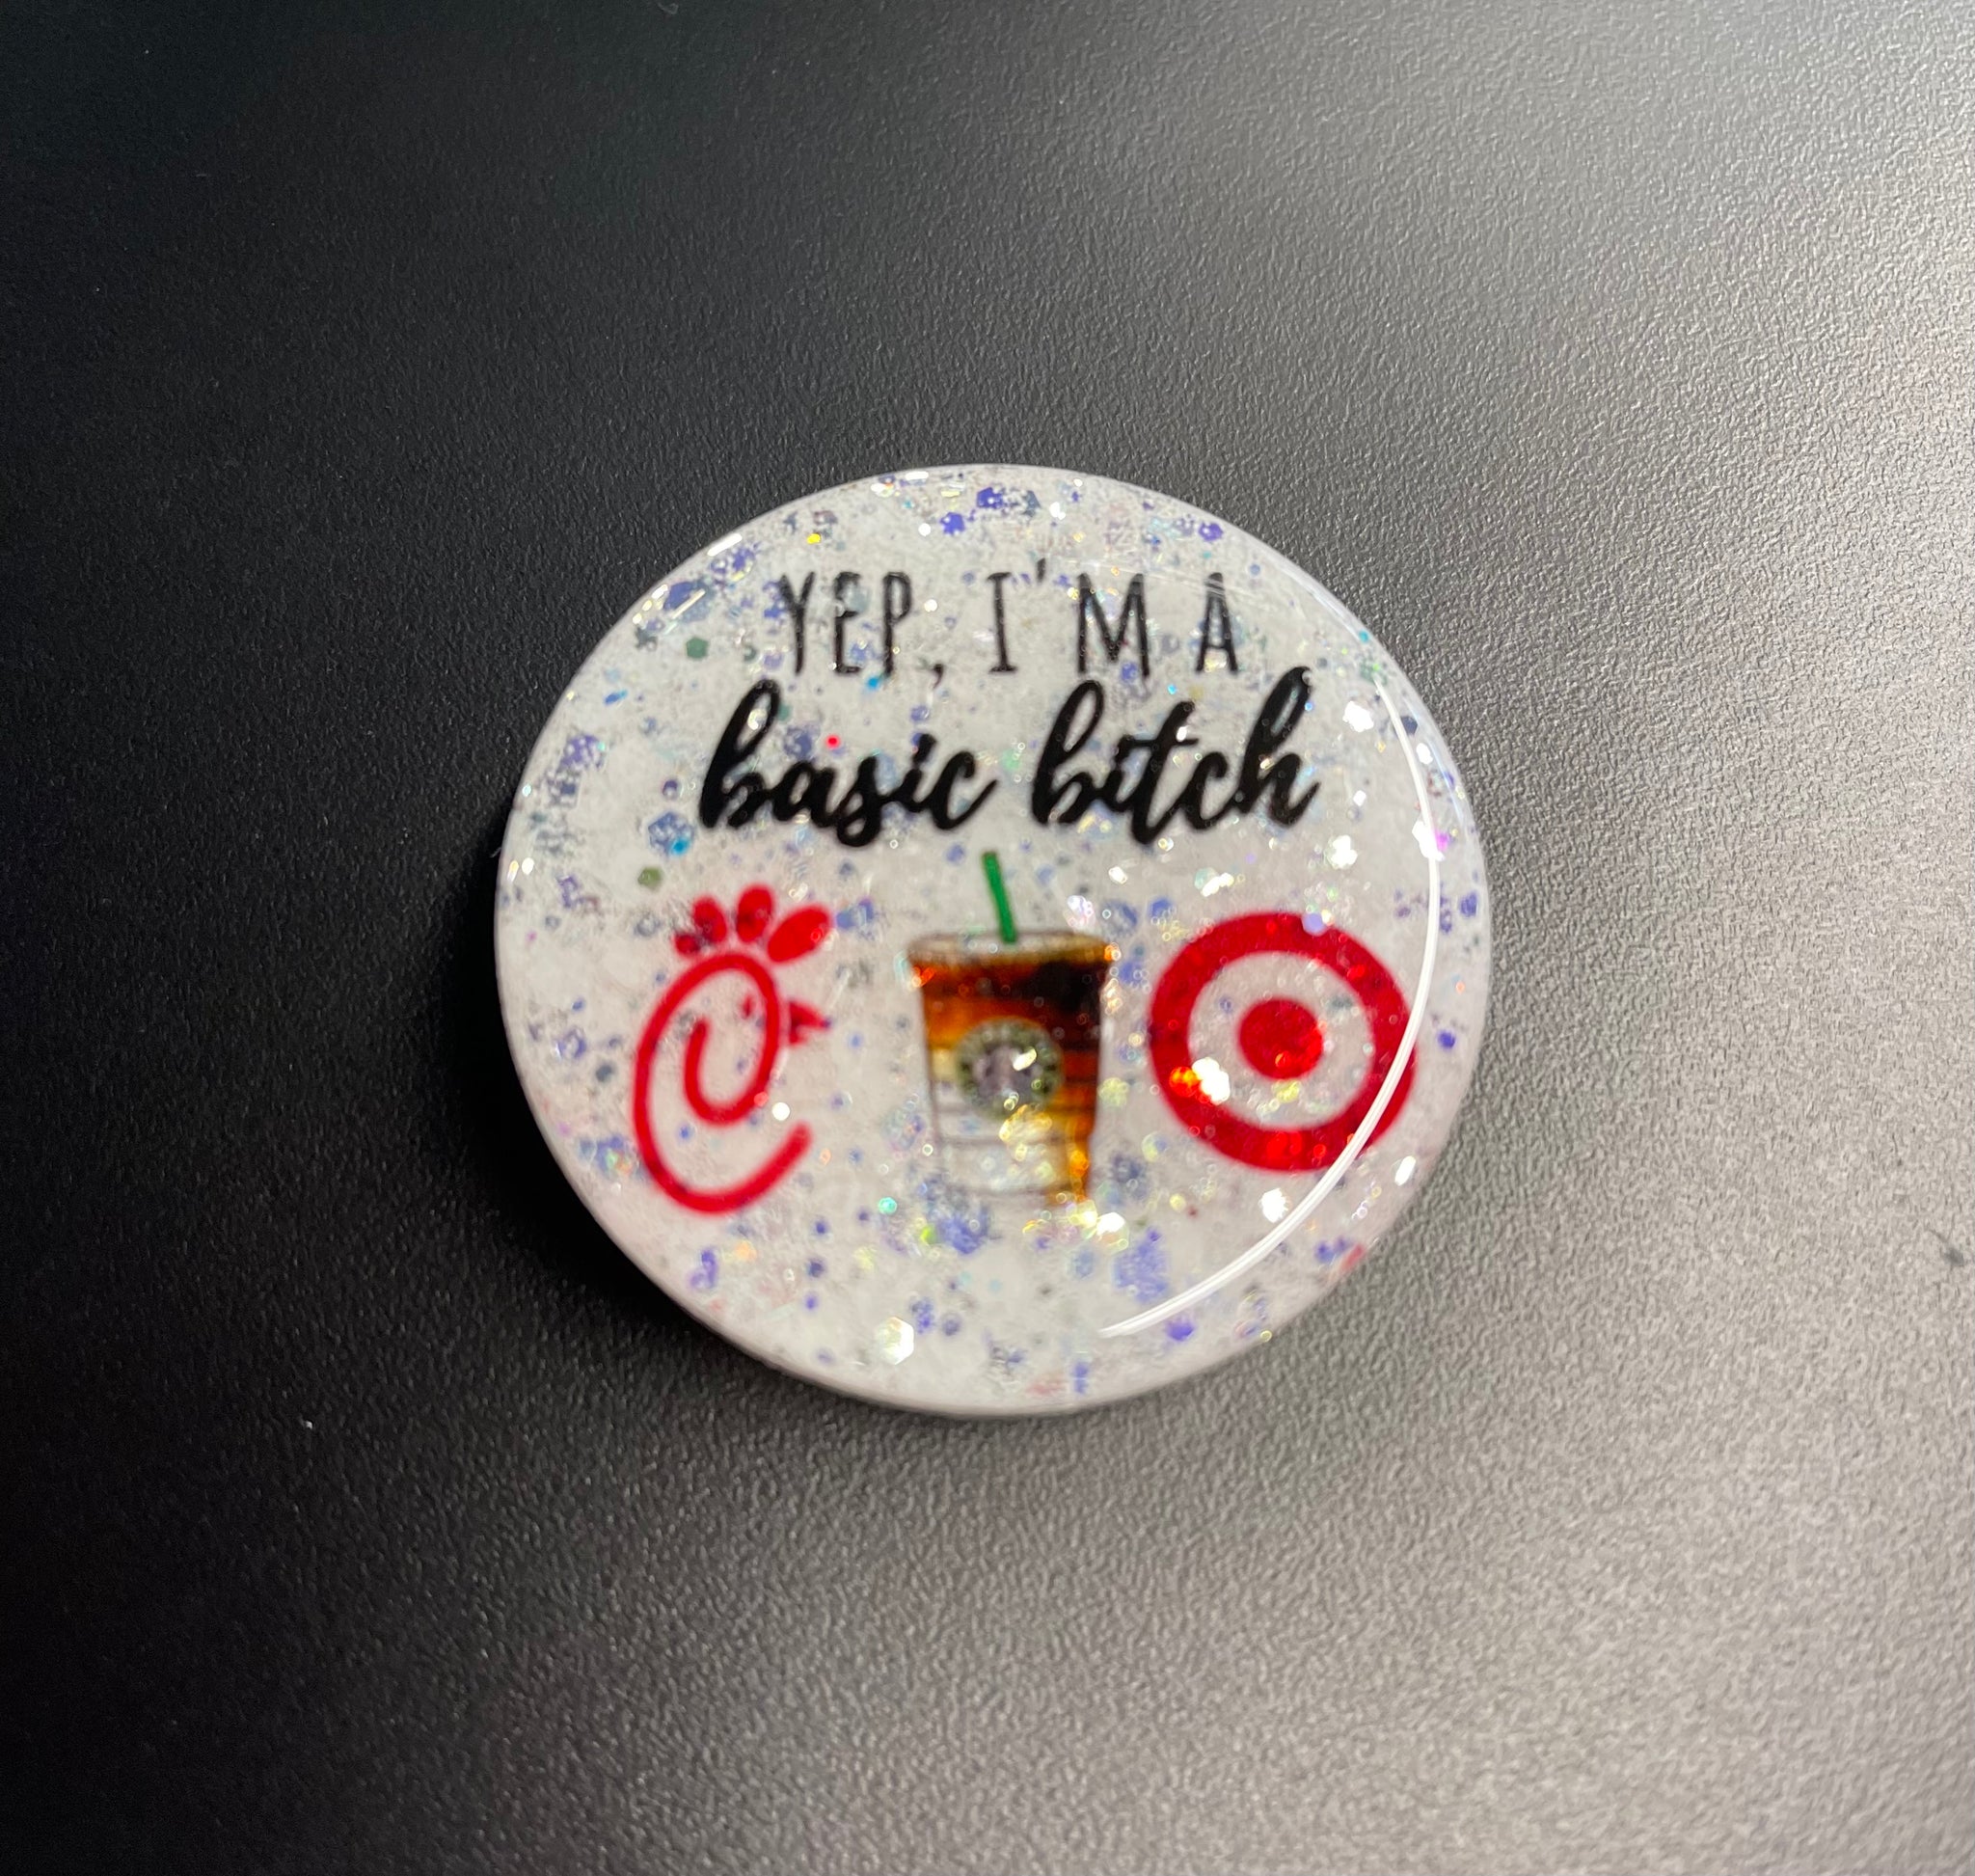 YEP, I'M A
basic bitch